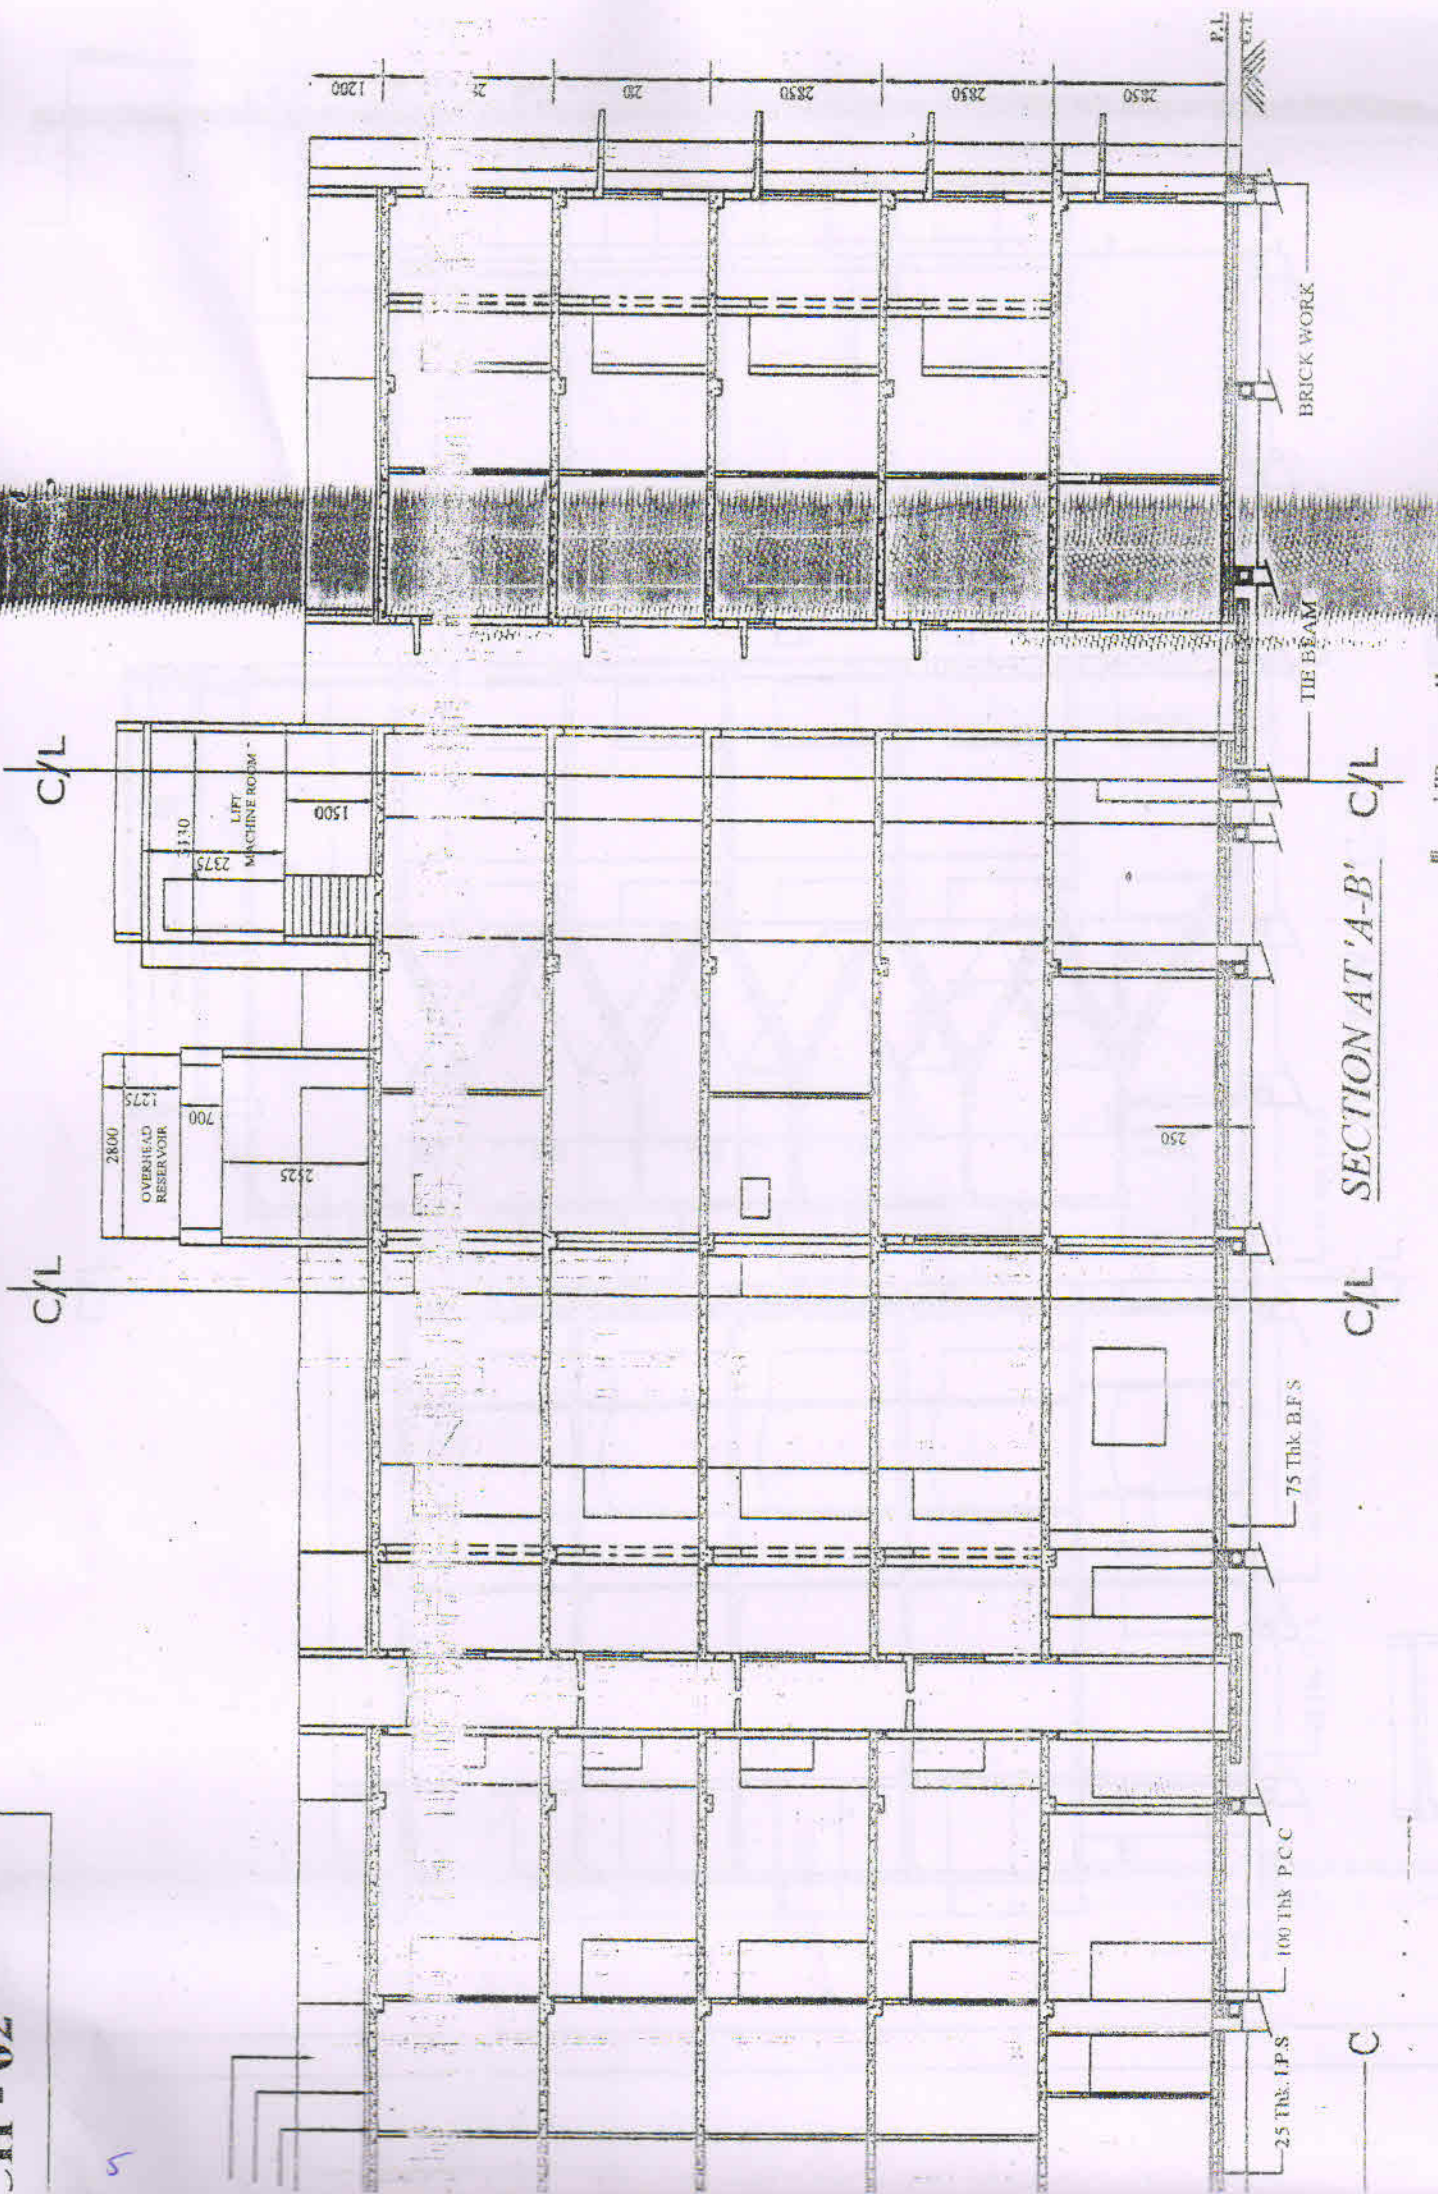 C/L
C/L
2800
1275
OVERHEAD
RESERVOIR
700
2525
3130
2375
LIFT
MACHINE ROOM
1500
1200
2850
2850
2850
P.L
G.L
250
25 Thk. I.P.S
100 Thk P.C.C
75 Thk. B.F.S
TIE BEAM
BRICK WORK
C
C/L
SECTION AT 'A-B'
C/L
5